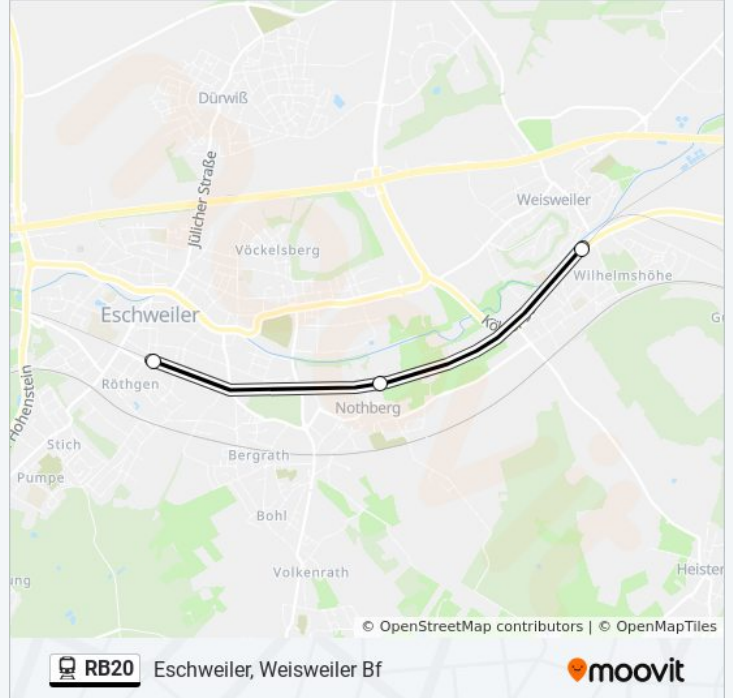 Dürwiß
Jülicher Straße
Weisweiler
Vöckelsberg
Wilhelmshöhe
Eschweiler
Röthgen
Nothberg
Hohenstein
Stich
Bergrath
Pumpe
Bohl
Volkenrath
Heister
© OpenStreetMap contributors | © OpenMapTiles
RB20 Eschweiler, Weisweiler Bf
moovit